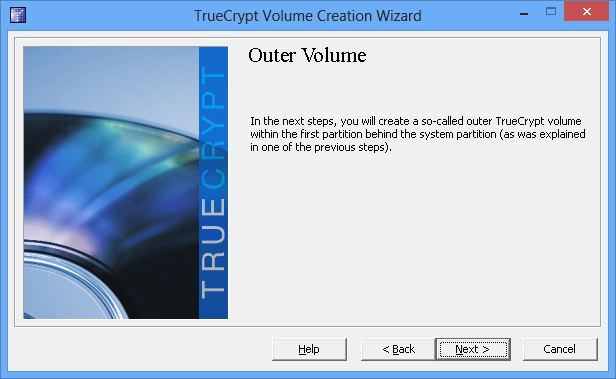 TrueCrypt Volume Creation Wizard
TRUECRYPT
Outer Volume
In the next steps, you will create a so-called outer TrueCrypt volume
within the first partition behind the system partition (as was explained
in one of the previous steps).
Help
< Back
Next >
Cancel